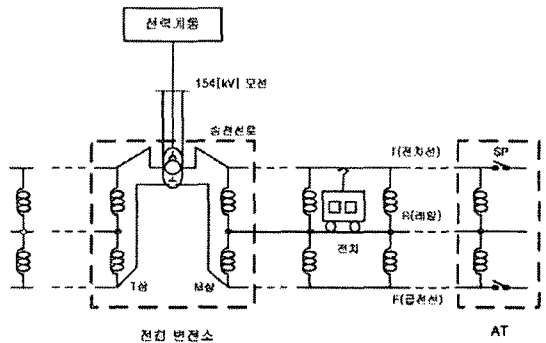 전력계통
154[kV] 모선
송전선로
T(전차선)
SP
R(레일)
전차
T상
M상
F(급전선)
전철 변전소
AT